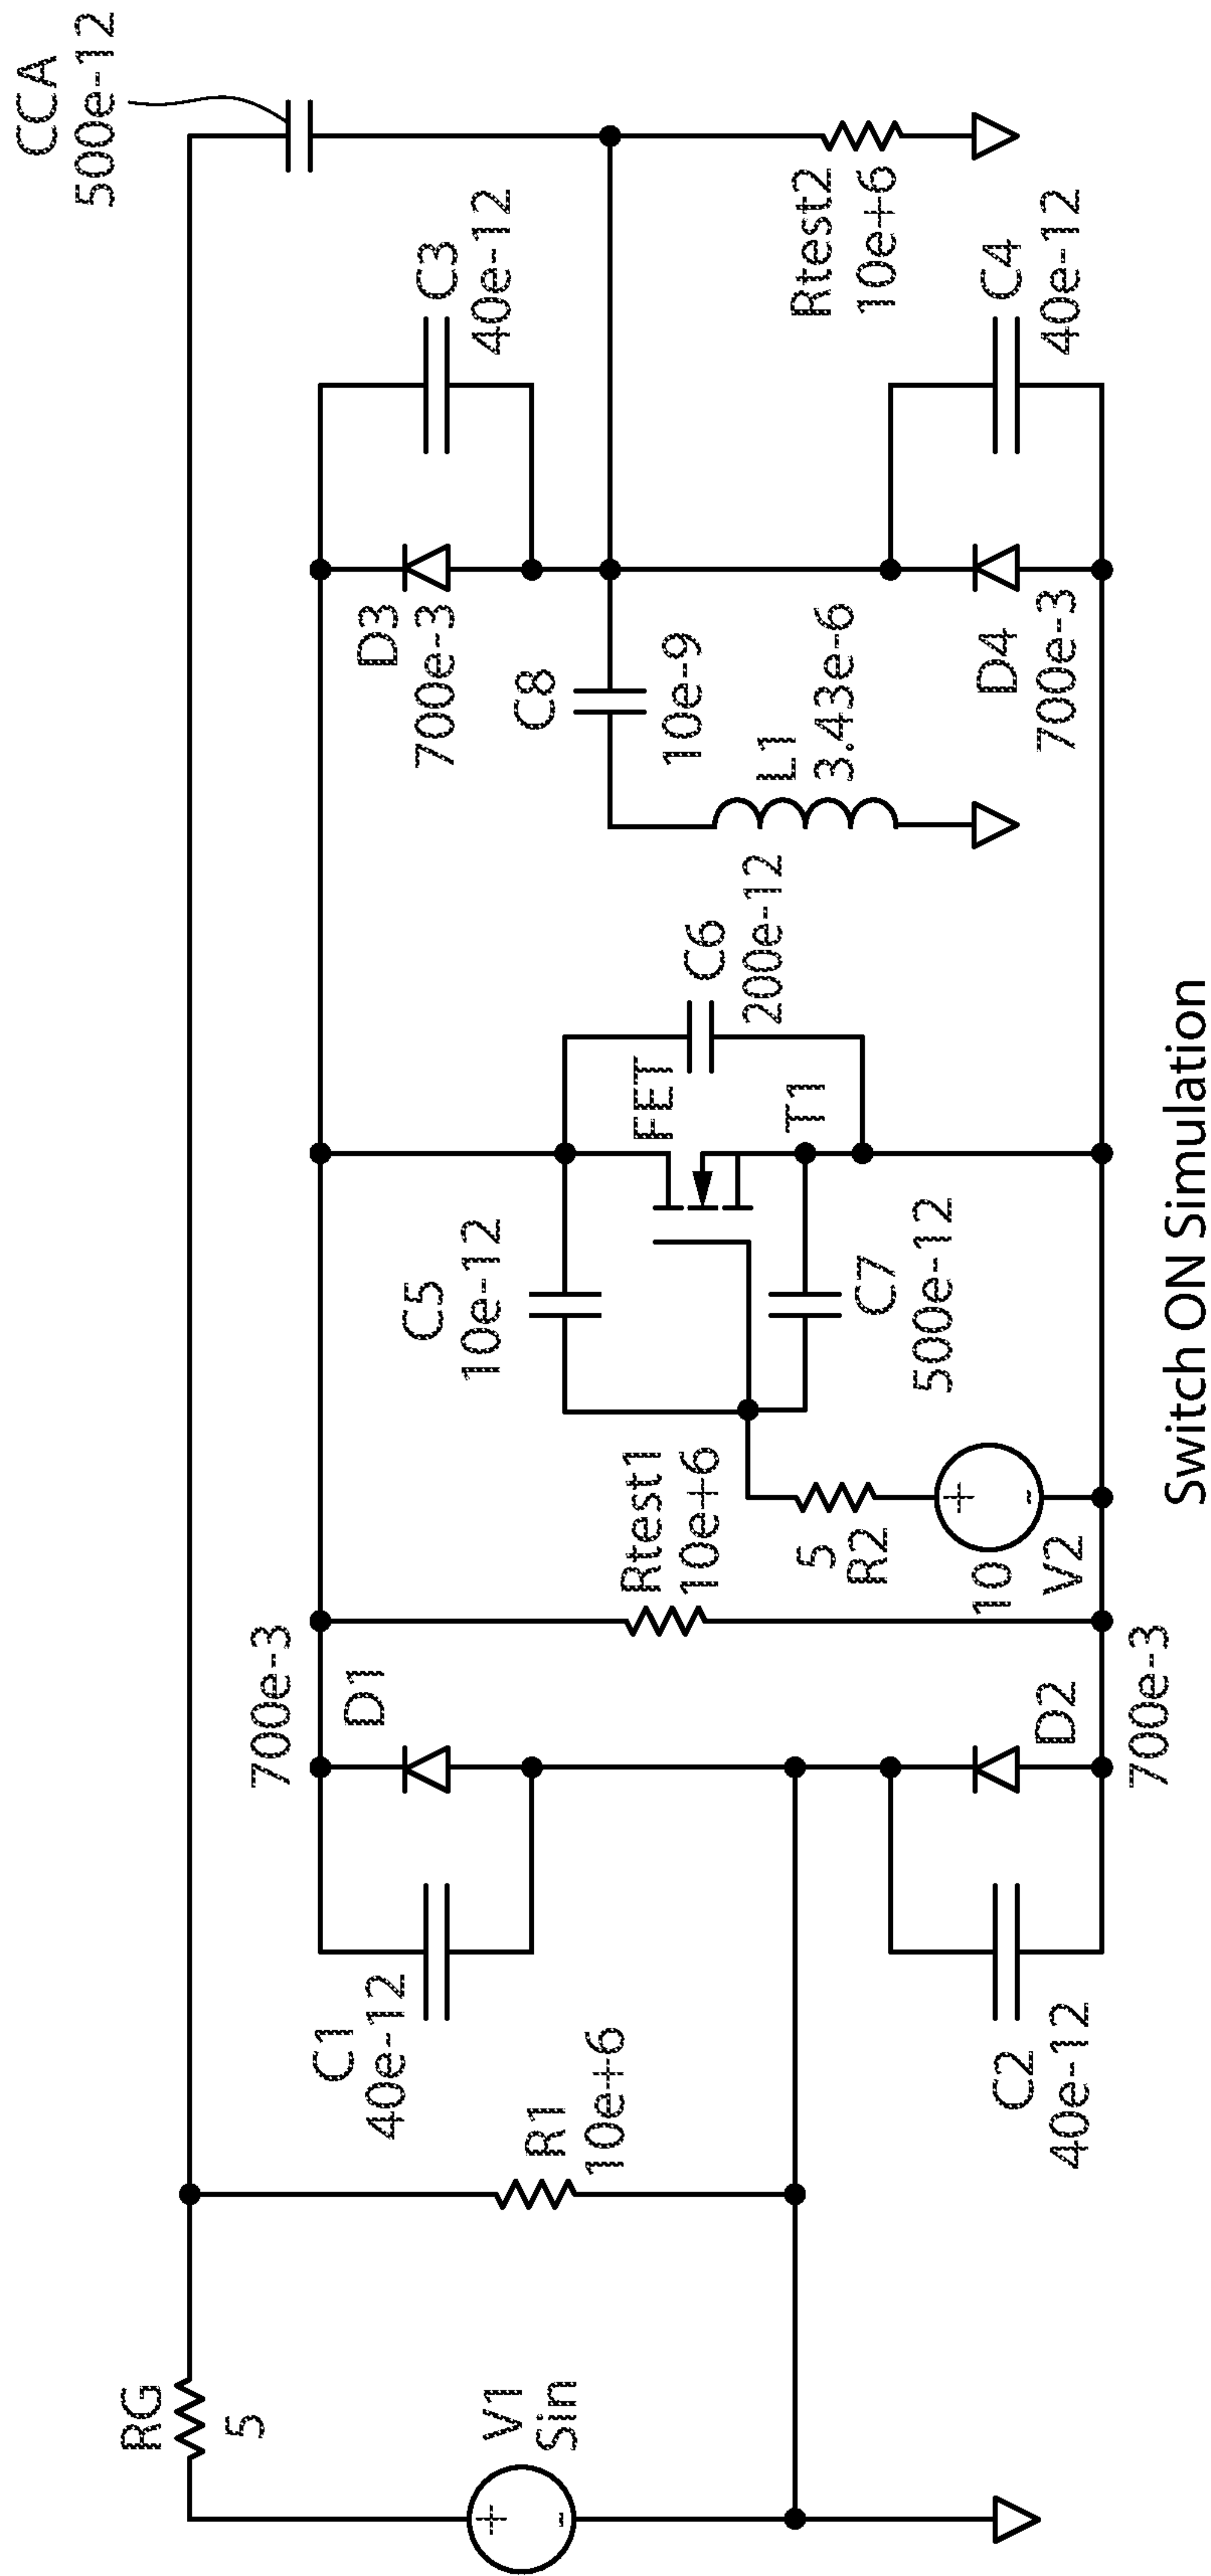 RG
5
V1
Sin
+
-
R1
10e+6
C1
40e-12
C2
40e-12
700e-3
D1
D2
700e-3
Rtest1
10e+6
5
R2
+
-
10
V2
C5
10e-12
C7
500e-12
FET
T1
C6
200e-12
L1
3.43e-6
C8
10e-9
D3
700e-3
D4
700e-3
C3
40e-12
C4
40e-12
Rtest2
10e+6
CCA
500e-12
Switch ON Simulation